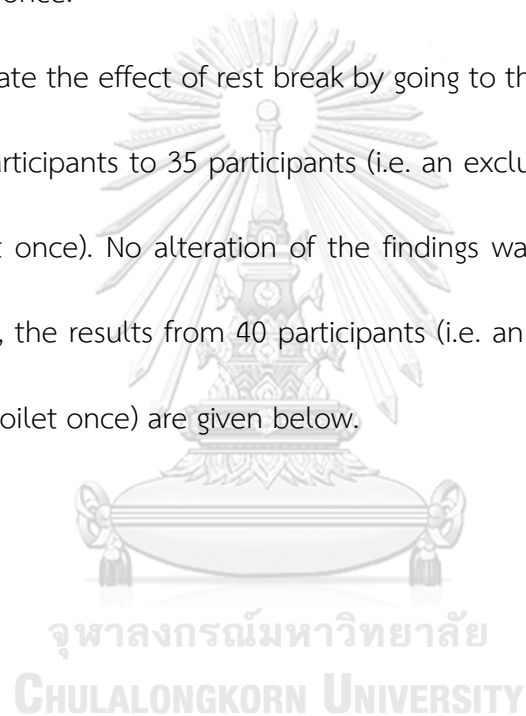 once.
ate the effect of rest break by going to th
articipants to 35 participants (i.e. an exclu
t once). No alteration of the findings wa
, the results from 40 participants (i.e. an
oilet once) are given below.
จุฬาลงกรณ์มหาวิทยาลัย
CHULALONGKORN UNIVERSITY